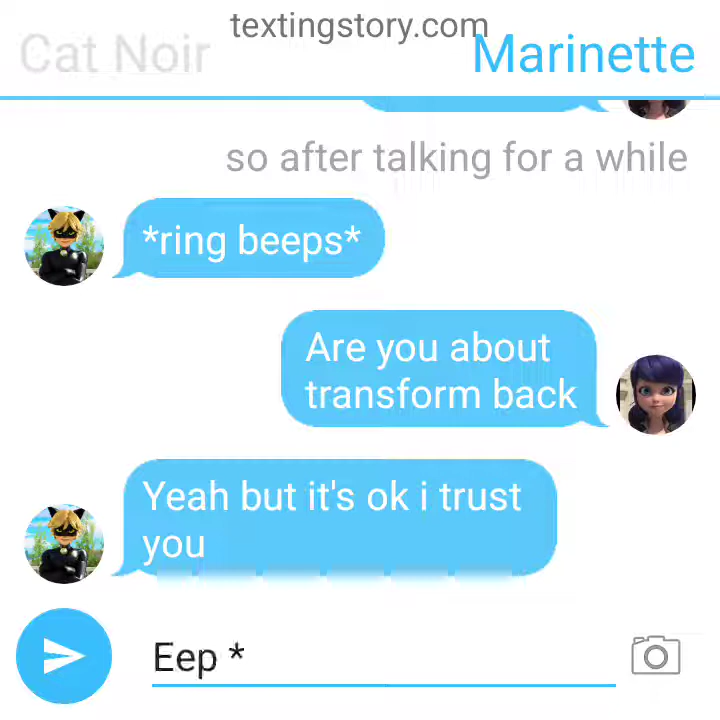 textingstory.com
Cat Noir
Marinette
so after talking for a while
*ring beeps*
Are you about
transform back
Yeah but it's ok i trust
you
Eep *